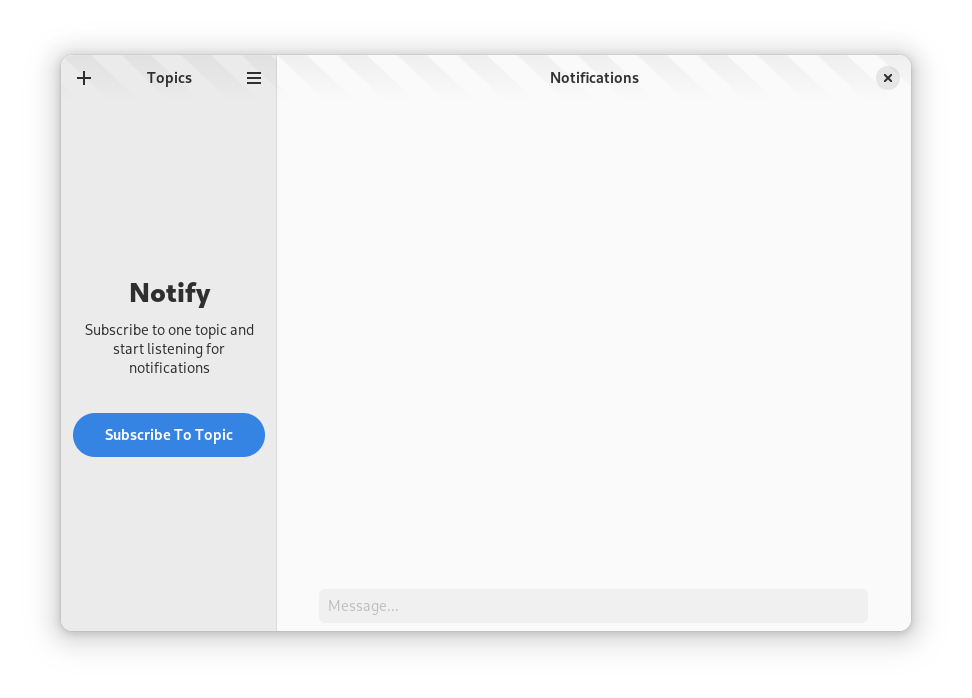 Topics
Notifications
Notify
Subscribe to one topic and
start listening for
notifications
Subscribe To Topic
Message...